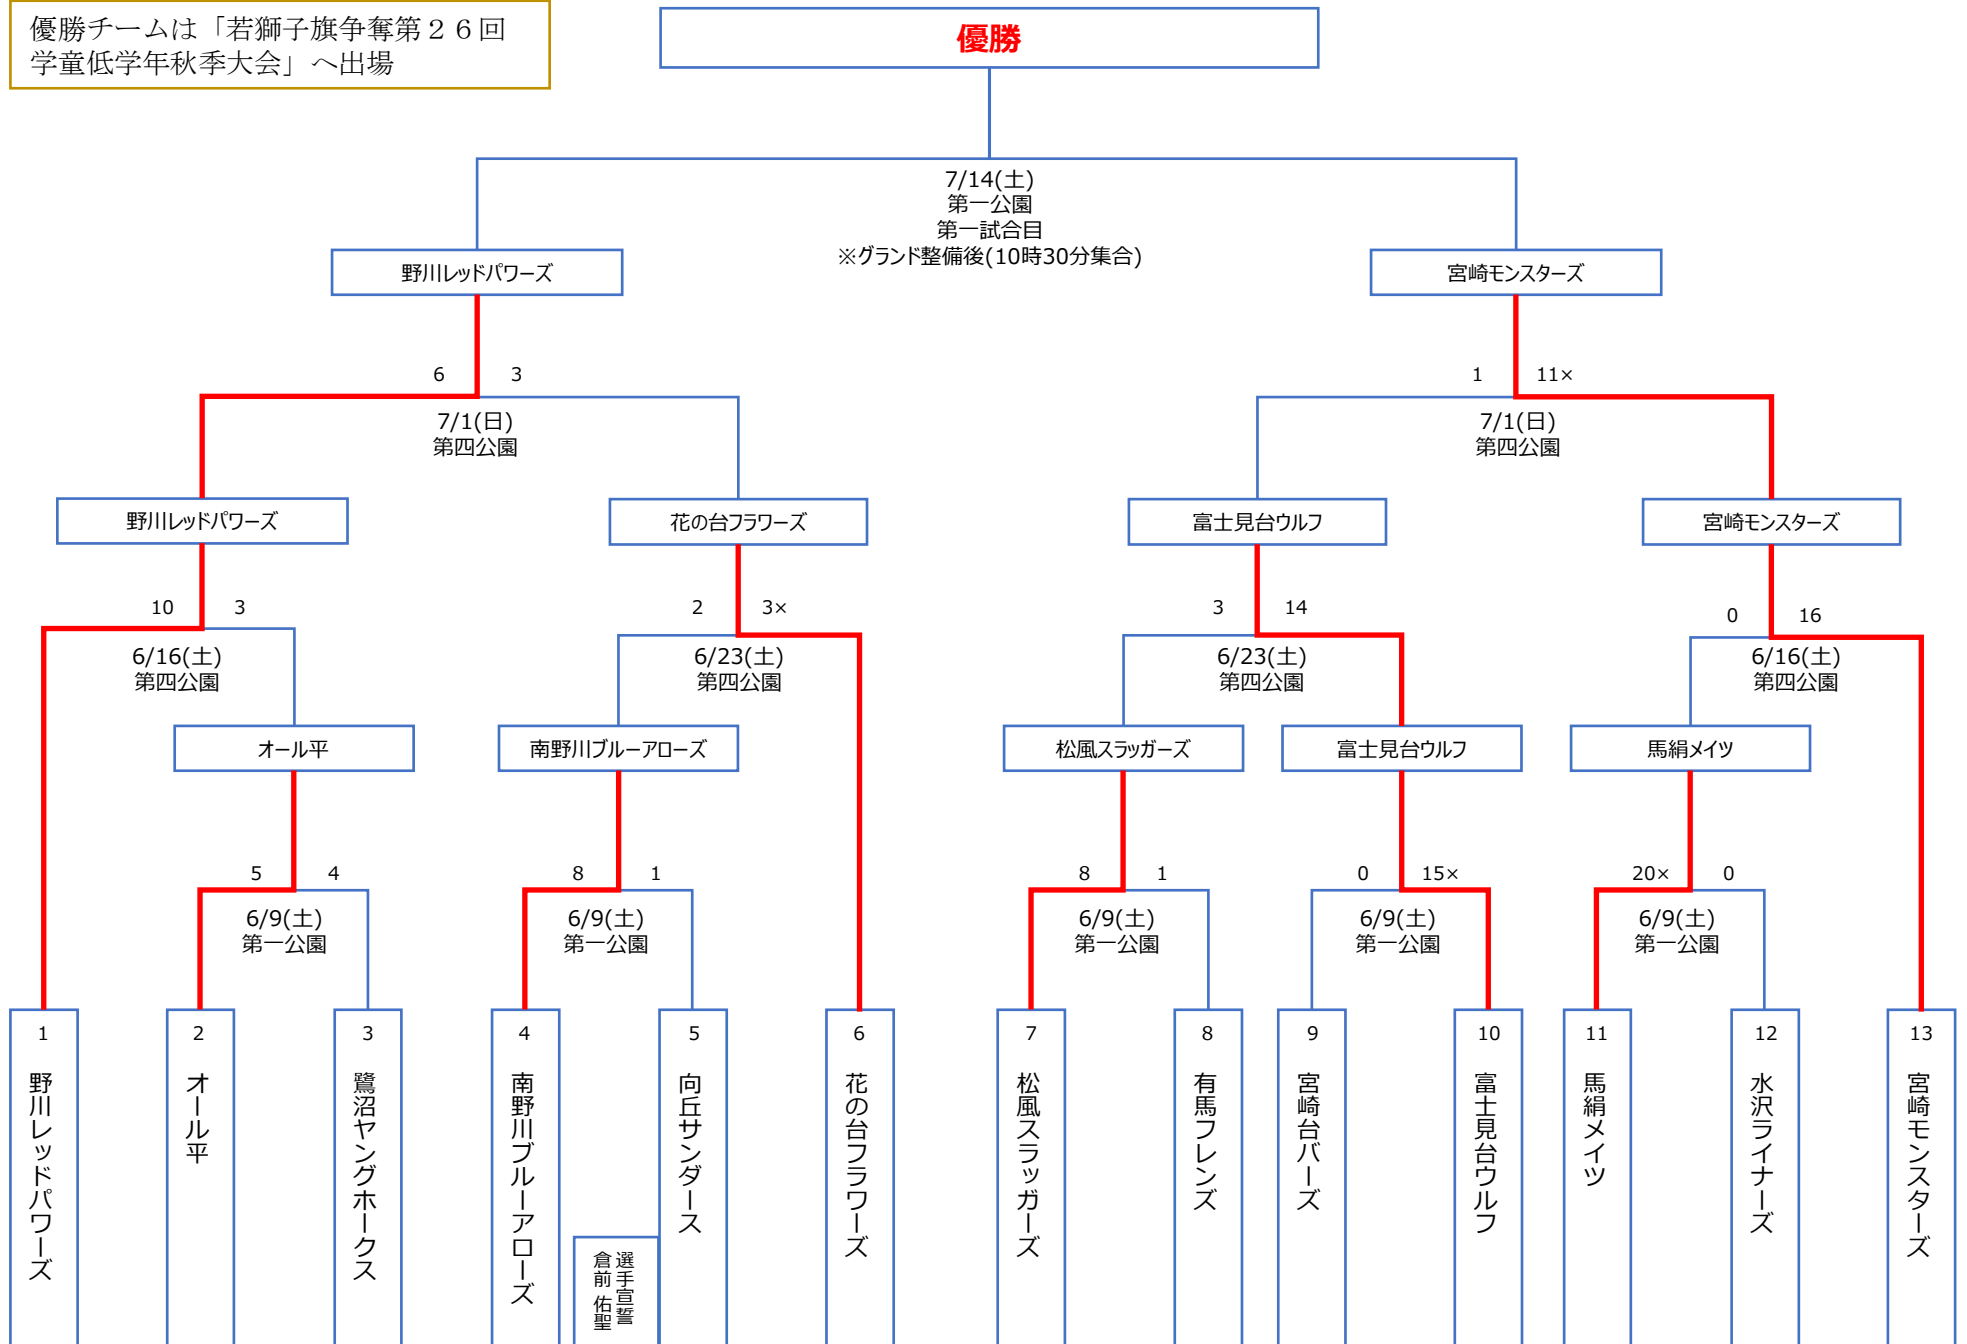 優勝チームは「若獅子旗争奪第２６回
学童低学年秋季大会」へ出場
優勝
7/14(土)
第一公園
第一試合目
※グランド整備後(10時30分集合)
野川レッドパワーズ
宮崎モンスターズ
6 3
7/1(日)
第四公園
1 11×
7/1(日)
第四公園
野川レッドパワーズ
花の台フラワーズ
富士見台ウルフ
宮崎モンスターズ
10 3
6/16(土)
第四公園
2 3×
6/23(土)
第四公園
3 14
6/23(土)
第四公園
0 16
6/16(土)
第四公園
オール平
南野川ブルーアローズ
松風スラッガーズ
富士見台ウルフ
馬絹メイツ
5 4
6/9(土)
第一公園
8 1
6/9(土)
第一公園
8 1
6/9(土)
第一公園
0 15×
6/9(土)
第一公園
20× 0
6/9(土)
第一公園
1
野川レッドパワーズ
2
オール平
3
鷺沼ヤングホークス
4
南野川ブルーアローズ
選手宣誓
倉前 佑聖
5
向丘サンダース
6
花の台フラワーズ
7
松風スラッガーズ
8
有馬フレンズ
9
宮崎台バーズ
10
富士見台ウルフ
11
馬絹メイツ
12
水沢ライナーズ
13
宮崎モンスターズ